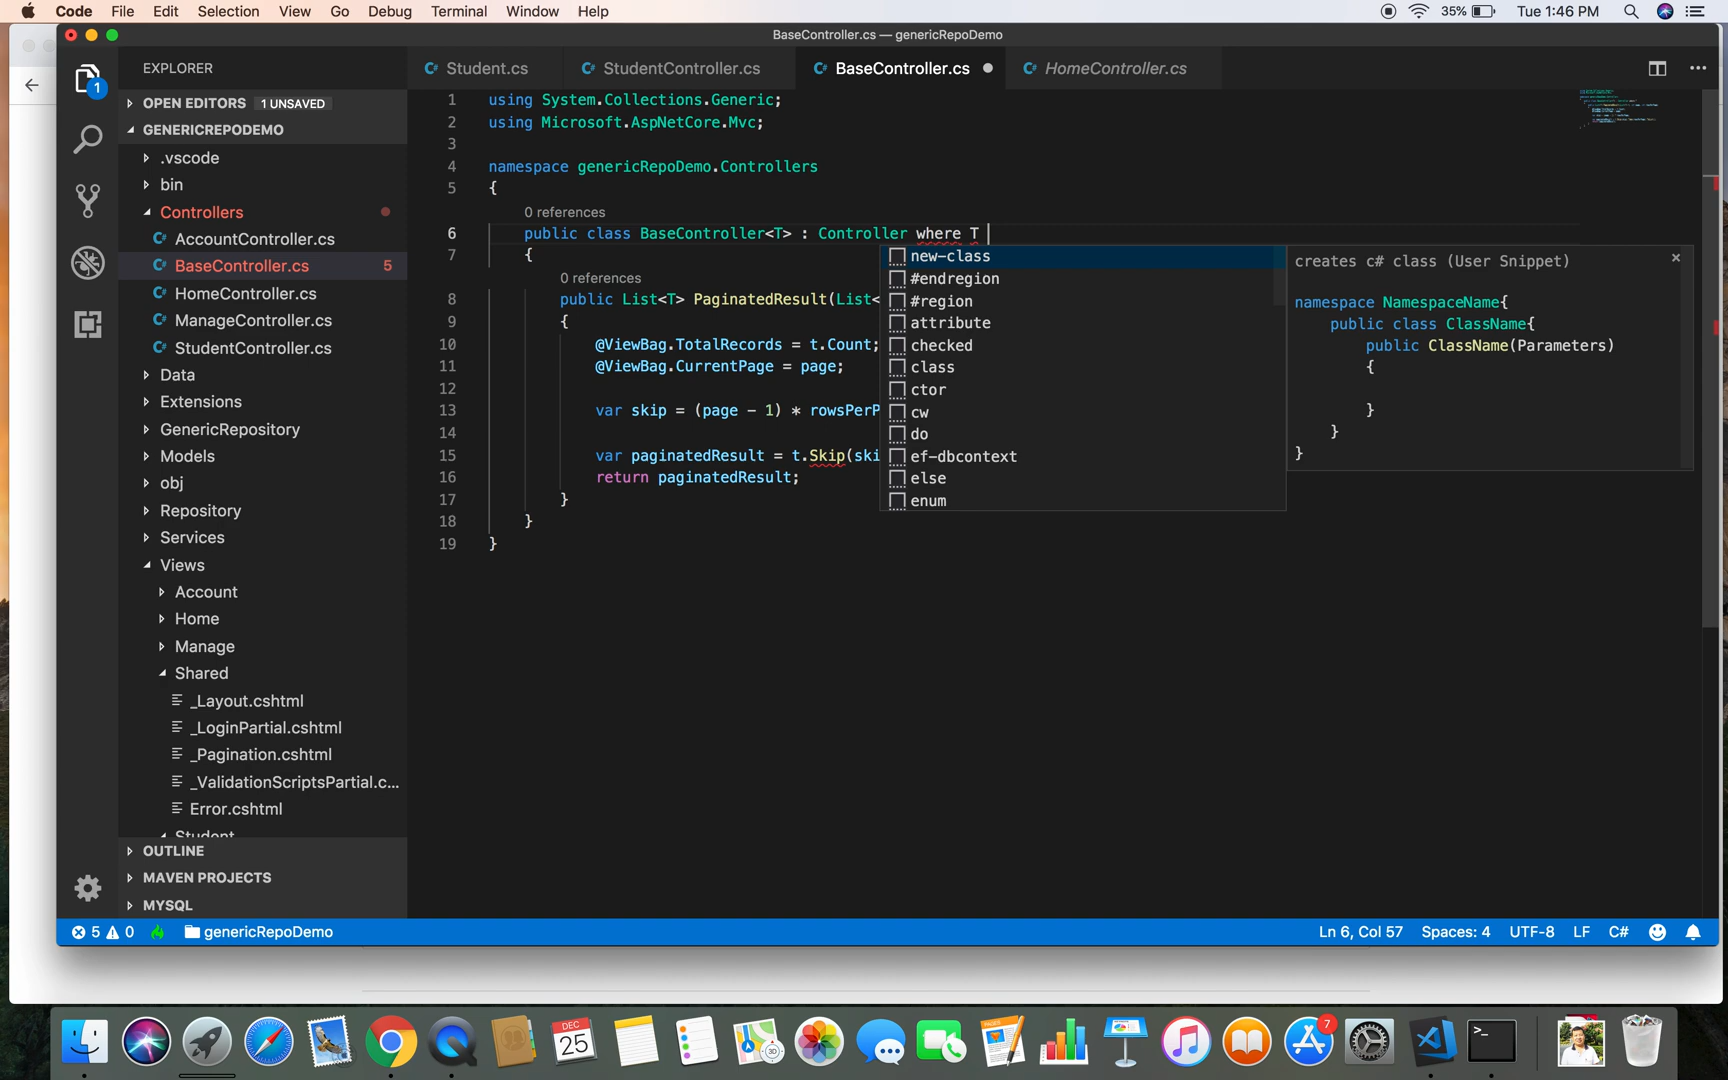 Code File Edit Selection View Go Debug Terminal Window Help
35% Tue 1:46 PM
BaseController.cs — genericRepoDemo
1
EXPLORER
OPEN EDITORS 1 UNSAVED
GENERICREPODEMO
.vscode
bin
Controllers
C# AccountController.cs
C# BaseController.cs 5
C# HomeController.cs
C# ManageController.cs
C# StudentController.cs
Data
Extensions
GenericRepository
Models
obj
Repository
Services
Views
Account
Home
Manage
Shared
_Layout.cshtml
_LoginPartial.cshtml
_Pagination.cshtml
_ValidationScriptsPartial.c...
Error.cshtml
Student
OUTLINE
MAVEN PROJECTS
MYSQL
C# Student.cs C# StudentController.cs C# BaseController.cs C# HomeController.cs
1 using System.Collections.Generic;
2 using Microsoft.AspNetCore.Mvc;
3
4 namespace genericRepoDemo.Controllers
5 {
0 references
6 public class BaseController<T> : Controller where T
7 {
0 references
8 public List<T> PaginatedResult(List<
9 {
10 @ViewBag.TotalRecords = t.Count;
11 @ViewBag.CurrentPage = page;
12
13 var skip = (page - 1) * rowsPerP
14
15 var paginatedResult = t.Skip(ski
16 return paginatedResult;
17 }
18 }
19 }
new-class
#endregion
#region
attribute
checked
class
ctor
cw
do
ef-dbcontext
else
enum
creates c# class (User Snippet)
namespace NamespaceName{
public class ClassName{
public ClassName(Parameters)
{
}
}
}
5 0 genericRepoDemo Ln 6, Col 57 Spaces: 4 UTF-8 LF C#
DEC
25
3D
PAGES
7
>_